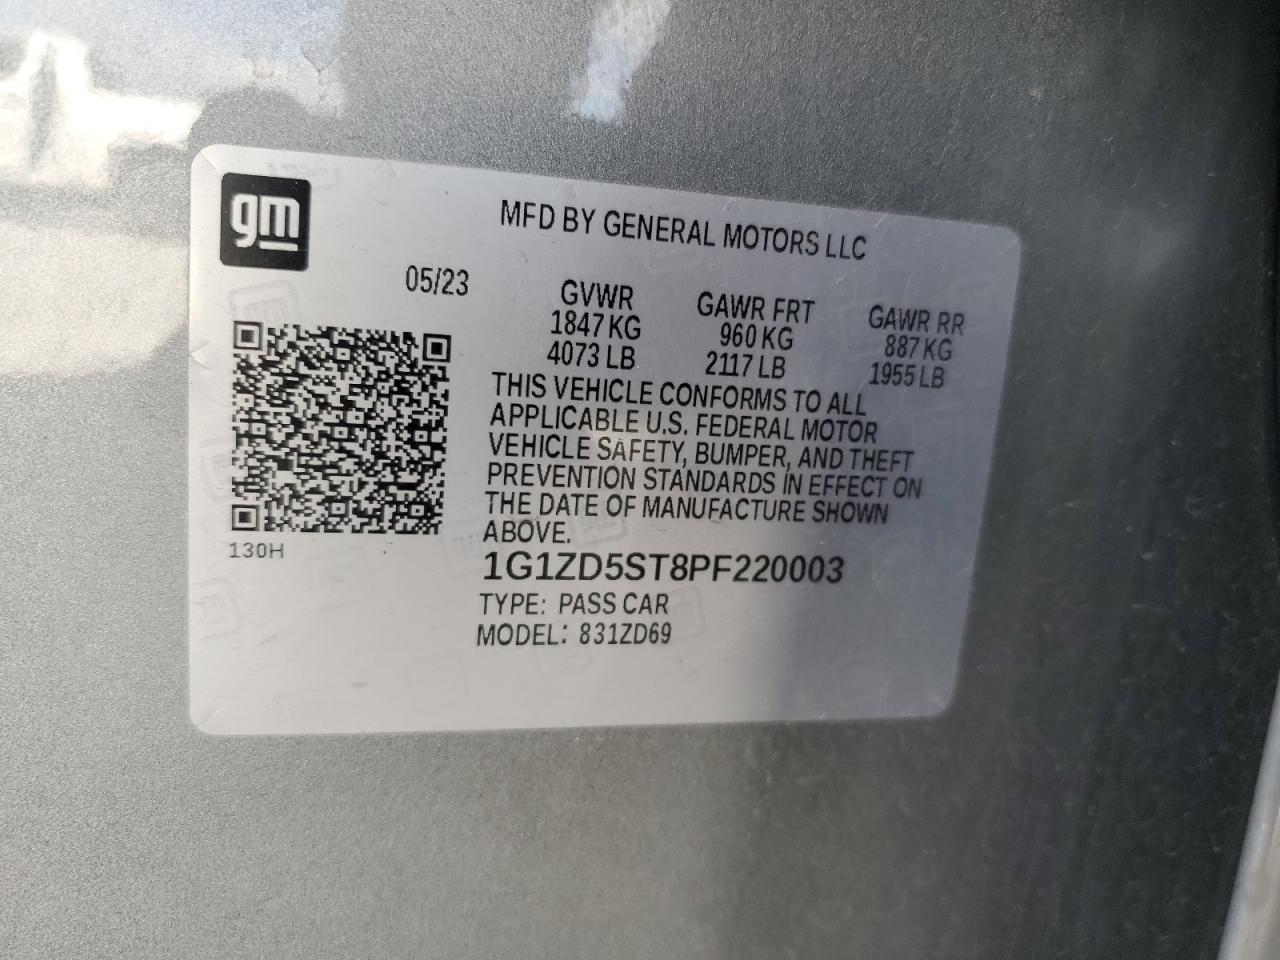 gm
MFD BY GENERAL MOTORS LLC
05/23
GVWR GAWR FRT GAWR RR
1847 KG 960 KG 887 KG
4073 LB 2117 LB 1955 LB
THIS VEHICLE CONFORMS TO ALL
APPLICABLE U.S. FEDERAL MOTOR
VEHICLE SAFETY, BUMPER, AND THEFT
PREVENTION STANDARDS IN EFFECT ON
THE DATE OF MANUFACTURE SHOWN
ABOVE.
130H
1G1ZD5ST8PF220003
TYPE: PASS CAR
MODEL: 831ZD69